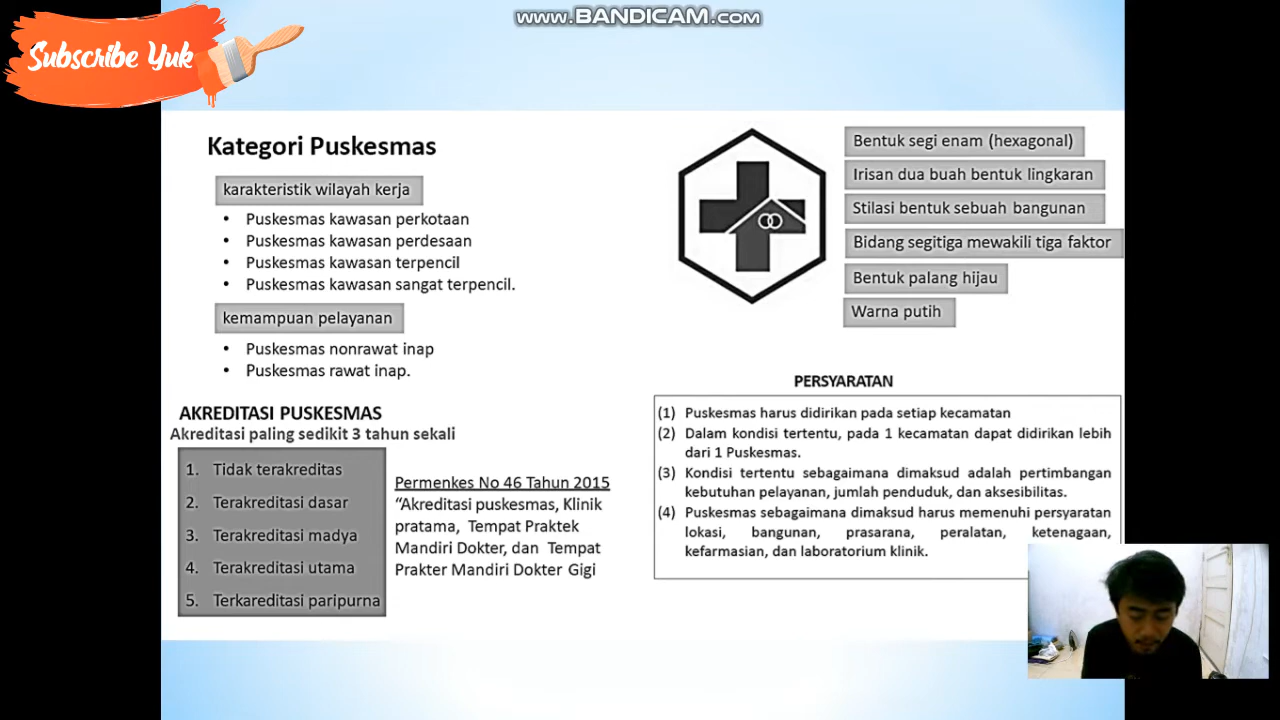 www.BANDICAM.com
Subscribe Yuk
Kategori Puskesmas
karakteristik wilayah kerja
• Puskesmas kawasan perkotaan
• Puskesmas kawasan perdesaan
• Puskesmas kawasan terpencil
• Puskesmas kawasan sangat terpencil.
kemampuan pelayanan
• Puskesmas nonrawat inap
• Puskesmas rawat inap.
AKREDITASI PUSKESMAS
Akreditasi paling sedikit 3 tahun sekali
1. Tidak terakreditas
2. Terakreditasi dasar
3. Terakreditasi madya
4. Terakreditasi utama
5. Terkareditasi paripurna
Permenkes No 46 Tahun 2015
“Akreditasi puskesmas, Klinik
pratama, Tempat Praktek
Mandiri Dokter, dan Tempat
Prakter Mandiri Dokter Gigi
Bentuk segi enam (hexagonal)
Irisan dua buah bentuk lingkaran
Stilasi bentuk sebuah bangunan
Bidang segitiga mewakili tiga faktor
Bentuk palang hijau
Warna putih
PERSYARATAN
(1) Puskesmas harus didirikan pada setiap kecamatan
(2) Dalam kondisi tertentu, pada 1 kecamatan dapat didirikan lebih
dari 1 Puskesmas.
(3) Kondisi tertentu sebagaimana dimaksud adalah pertimbangan
kebutuhan pelayanan, jumlah penduduk, dan aksesibilitas.
(4) Puskesmas sebagaimana dimaksud harus memenuhi persyaratan
lokasi, bangunan, prasarana, peralatan, ketenagaan,
kefarmasian, dan laboratorium klinik.